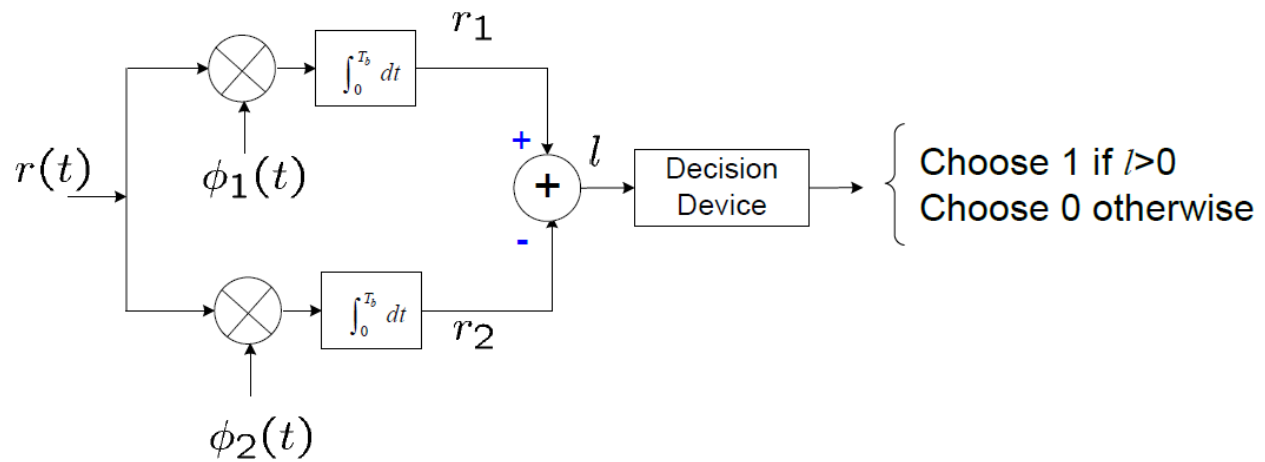 r₁
∫₀^{T_b} dt
+
r(t)
ϕ₁(t)
l
+
Decision
Device
Choose 1 if l>0
Choose 0 otherwise
-
∫₀^{T_b} dt
r₂
ϕ₂(t)